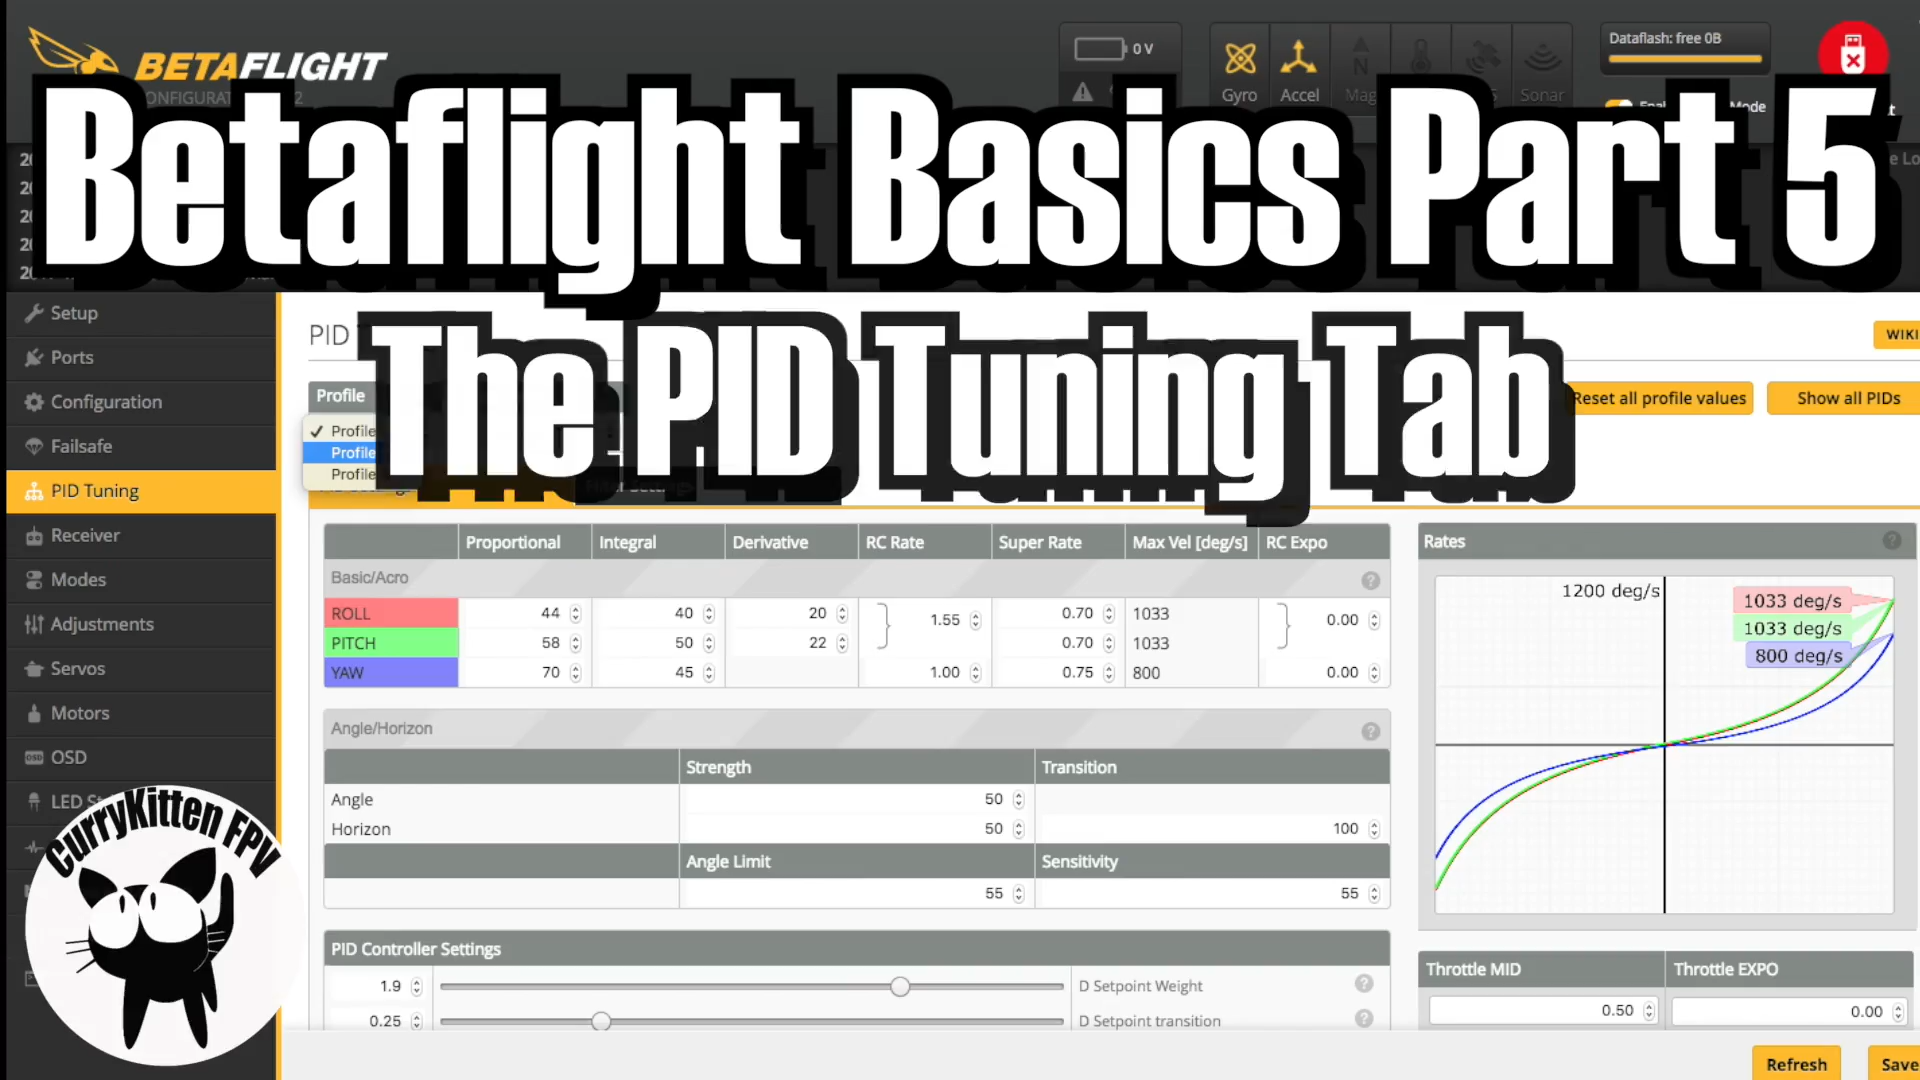 BETAFLIGHT
0 V
Dataflash: free 0B
Gyro
Accel
Mag
Sonar
Betaflight Basics Part 5
The PID Tuning Tab
Setup
Ports
Configuration
Failsafe
PID Tuning
Receiver
Modes
Adjustments
Servos
Motors
OSD
LED
CurryKitten FPV
PID
WIKI
Profile
Reset all profile values
Show all PIDs
Profile
Profile
Profile
Proportional Integral Derivative RC Rate Super Rate Max Vel [deg/s] RC Expo
Basic/Acro
ROLL 44 40 20 1.55 0.70 1033 0.00
PITCH 58 50 22 0.70 1033
YAW 70 45 1.00 0.75 800 0.00
Angle/Horizon
Strength Transition
Angle 50
Horizon 50 100
Angle Limit Sensitivity
55 55
PID Controller Settings
1.9 D Setpoint Weight
0.25 D Setpoint transition
Rates
1200 deg/s
1033 deg/s
1033 deg/s
800 deg/s
Throttle MID Throttle EXPO
0.50 0.00
Refresh Save